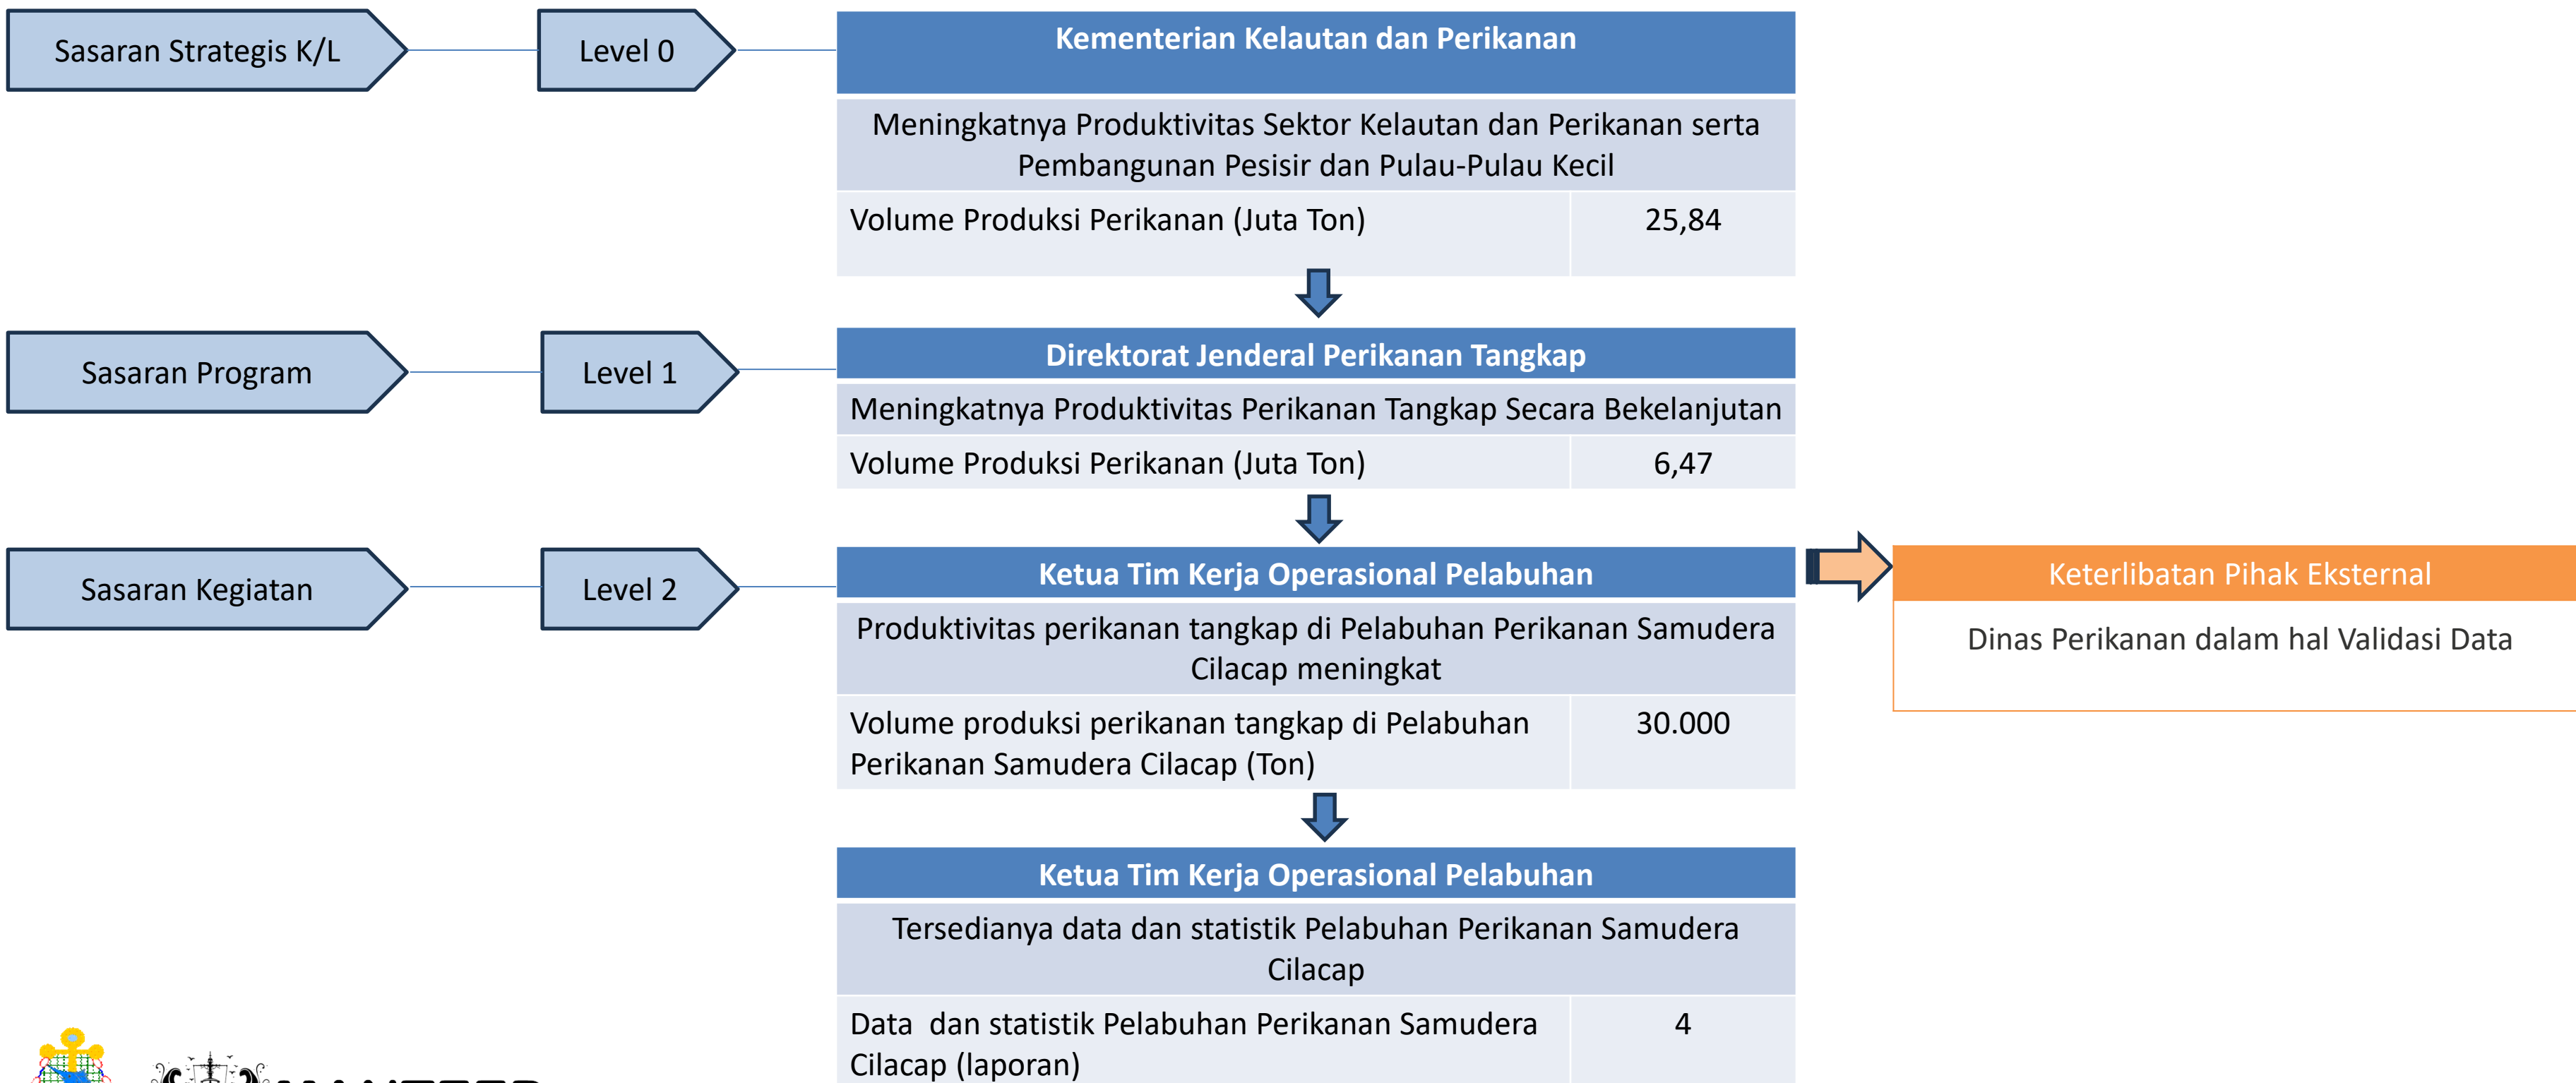 Sasaran Strategis K/L
Level 0
Kementerian Kelautan dan Perikanan
Meningkatnya Produktivitas Sektor Kelautan dan Perikanan serta
Pembangunan Pesisir dan Pulau-Pulau Kecil
Volume Produksi Perikanan (Juta Ton)
25,84
Sasaran Program
Level 1
Direktorat Jenderal Perikanan Tangkap
Meningkatnya Produktivitas Perikanan Tangkap Secara Bekelanjutan
Volume Produksi Perikanan (Juta Ton)
6,47
Sasaran Kegiatan
Level 2
Ketua Tim Kerja Operasional Pelabuhan
Produktivitas perikanan tangkap di Pelabuhan Perikanan Samudera
Cilacap meningkat
Volume produksi perikanan tangkap di Pelabuhan
Perikanan Samudera Cilacap (Ton)
30.000
Keterlibatan Pihak Eksternal
Dinas Perikanan dalam hal Validasi Data
Ketua Tim Kerja Operasional Pelabuhan
Tersedianya data dan statistik Pelabuhan Perikanan Samudera
Cilacap
Data dan statistik Pelabuhan Perikanan Samudera
Cilacap (laporan)
4